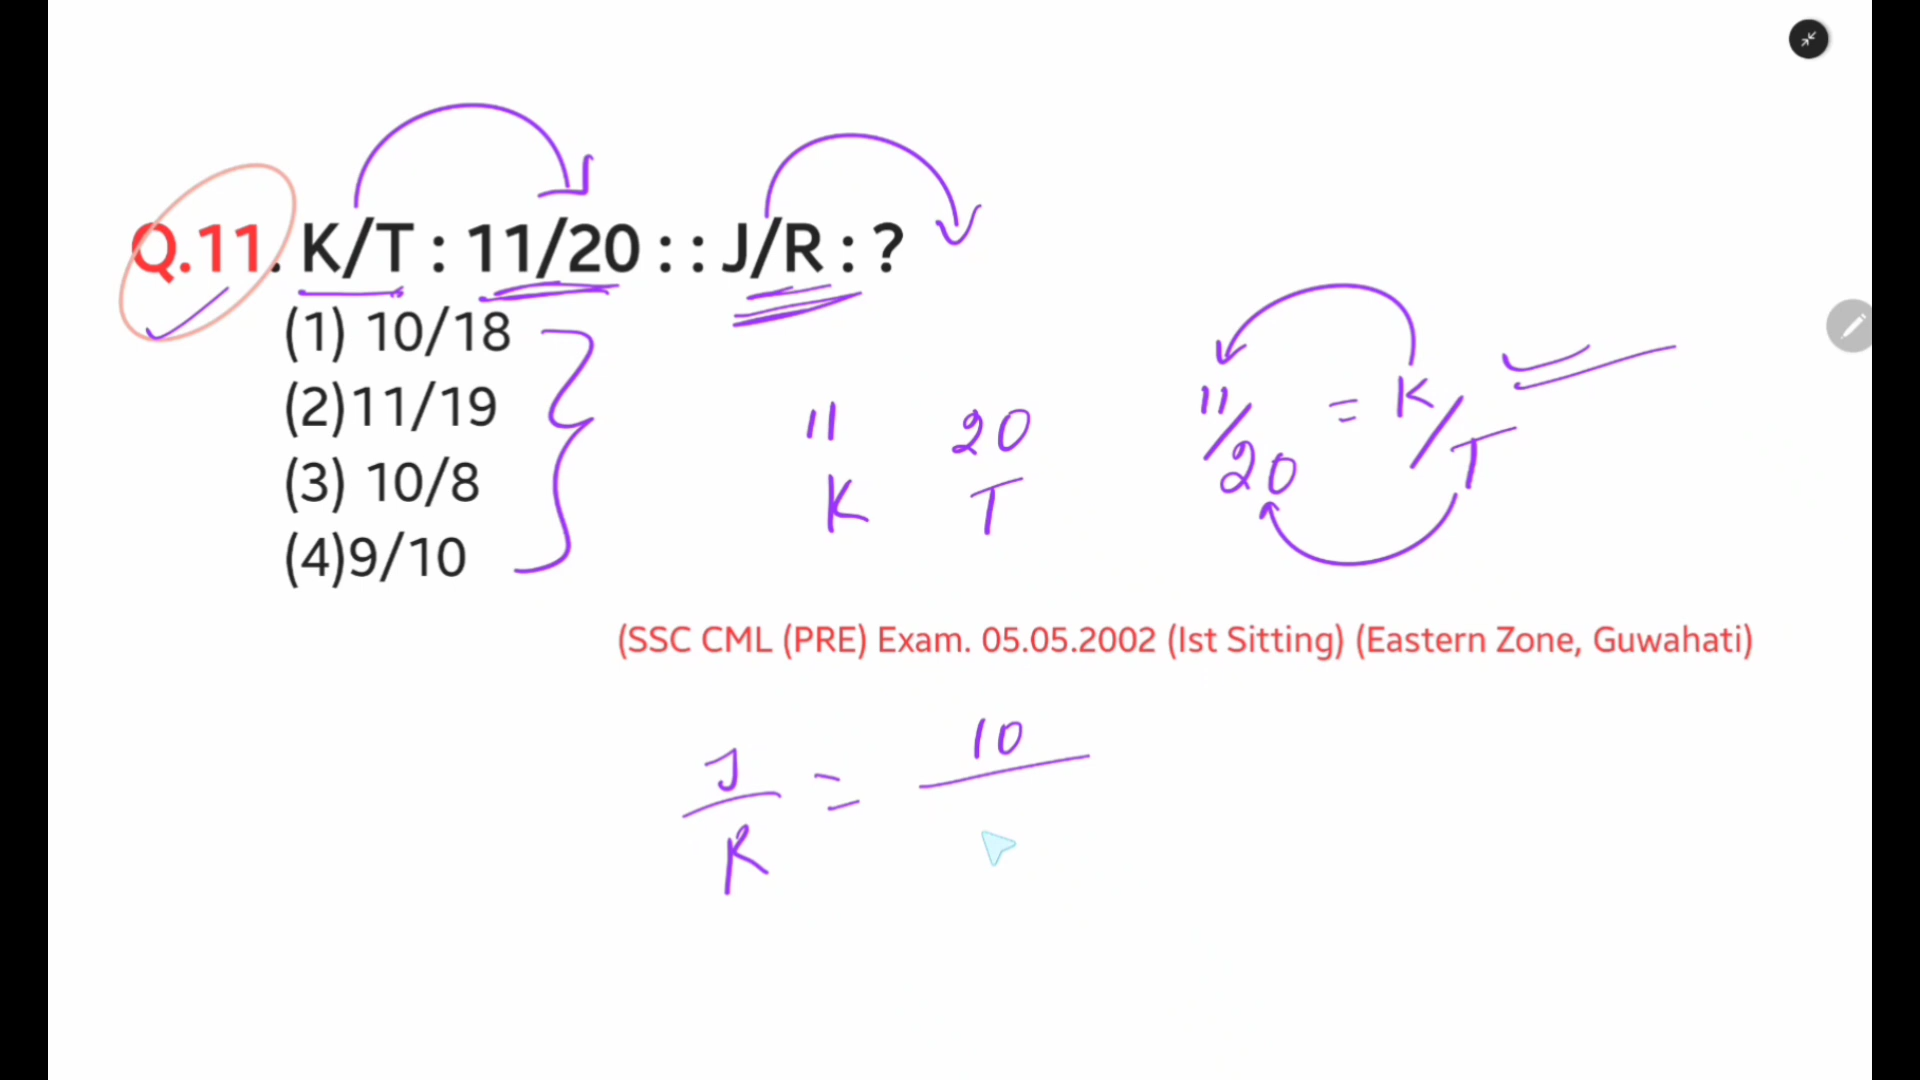 Q.11. K/T : 11/20 : : J/R : ?
(1) 10/18
(2)11/19
(3) 10/8
(4)9/10
11 20
K T
11/20 = K/T
(SSC CML (PRE) Exam. 05.05.2002 (Ist Sitting) (Eastern Zone, Guwahati)
J/R = 10/